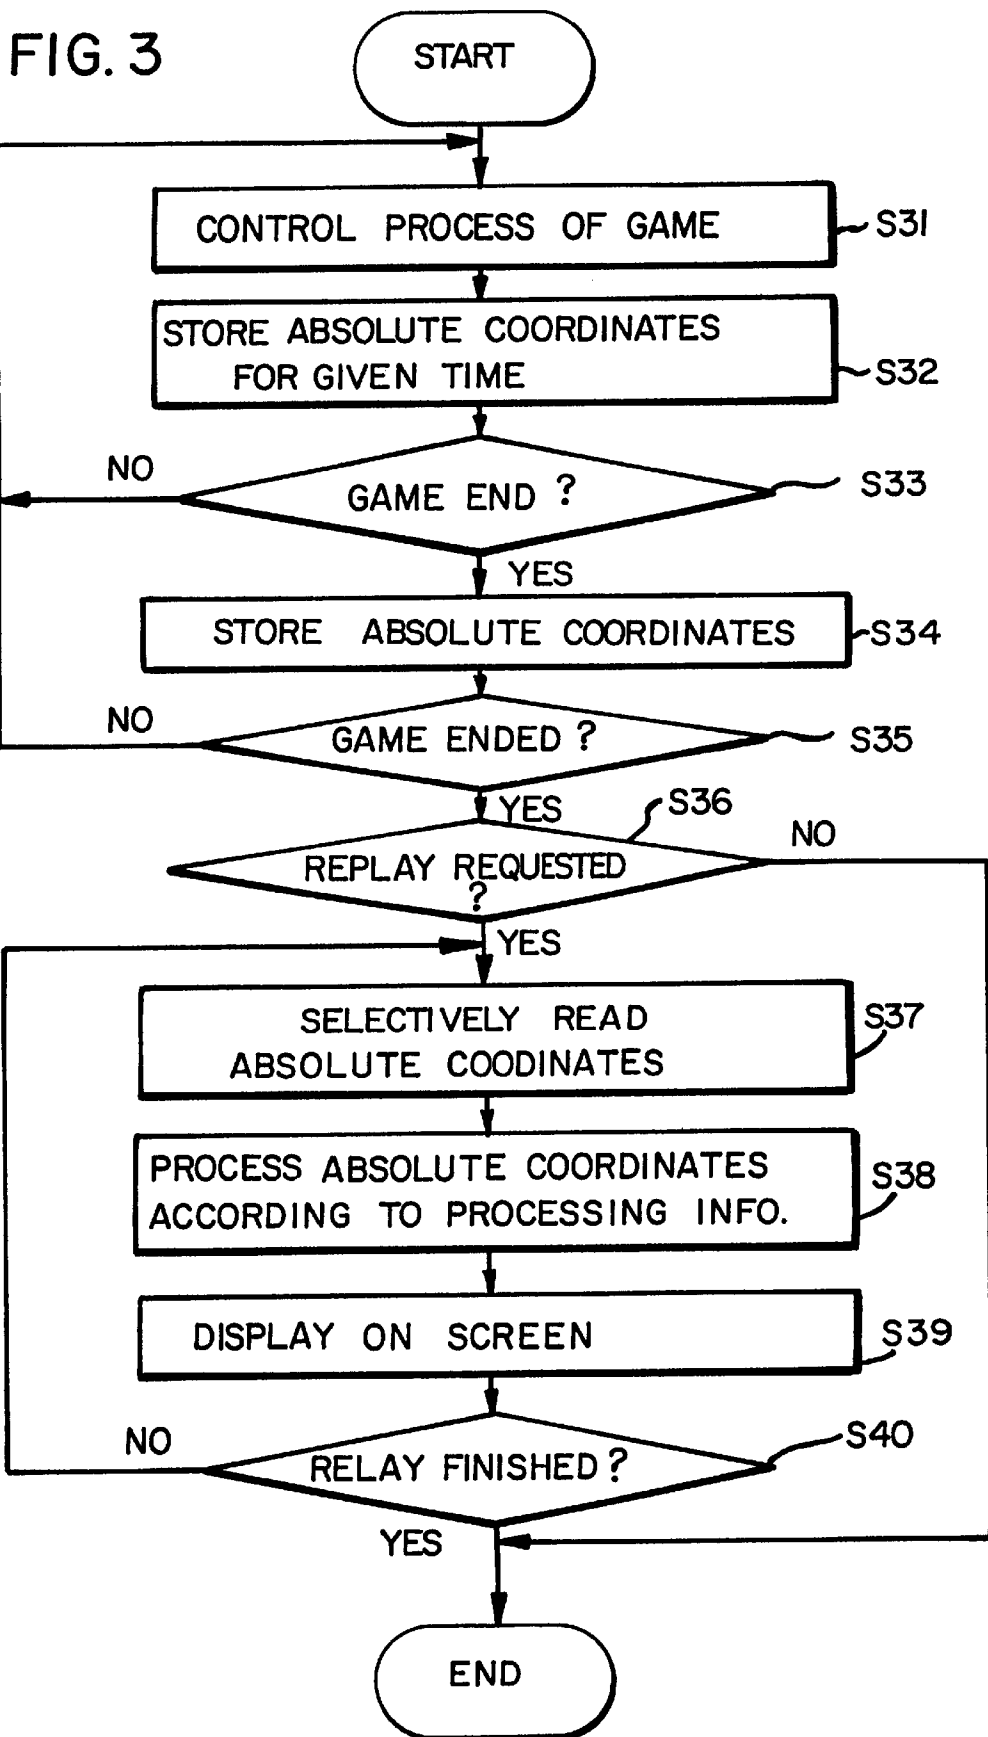 FIG. 3
START
CONTROL PROCESS OF GAME
S31
STORE ABSOLUTE COORDINATES
FOR GIVEN TIME
S32
NO
GAME END ?
S33
YES
STORE ABSOLUTE COORDINATES
S34
NO
GAME ENDED ?
S35
YES
S36
NO
REPLAY REQUESTED
?
YES
SELECTIVELY READ
ABSOLUTE COODINATES
S37
PROCESS ABSOLUTE COORDINATES
ACCORDING TO PROCESSING INFO.
S38
DISPLAY ON SCREEN
S39
NO
RELAY FINISHED ?
S40
YES
END